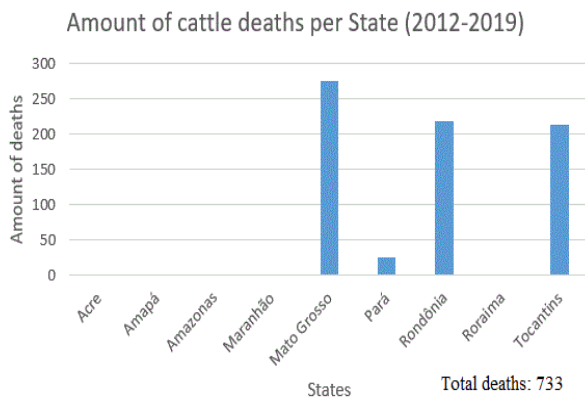 Amount of cattle deaths per State (2012-2019)
Amount of deaths
300
250
200
150
100
50
0
Acre
Amapá
Amazonas
Maranhão
Mato Grosso
Pará
Rondônia
Roraima
Tocantíns
States
Total deaths: 733